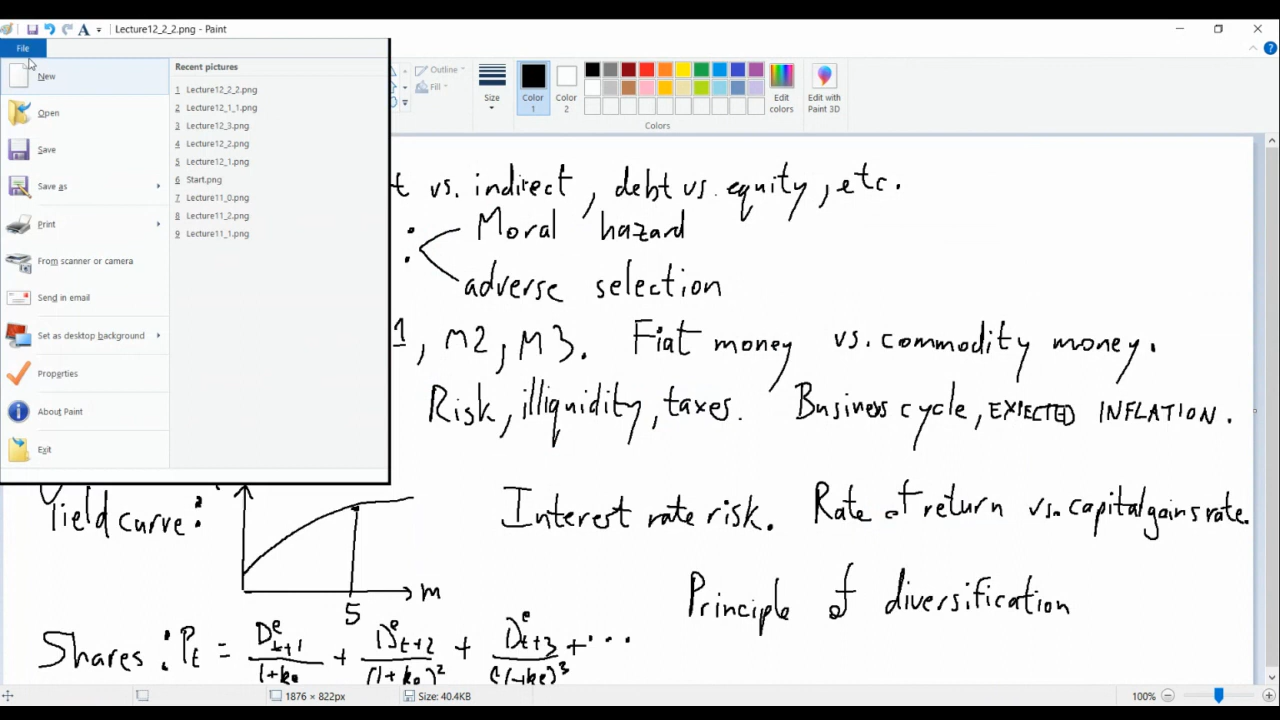 Lecture12_2_2.png - Paint
File
New
Open
Save
Save as
Print
From scanner or camera
Send in email
Set as desktop background
Properties
About Paint
Exit
Recent pictures
1 Lecture12_2_2.png
2 Lecture12_1_1.png
3 Lecture12_3.png
4 Lecture12_2.png
5 Lecture12_1.png
6 Start.png
7 Lecture11_0.png
8 Lecture11_2.png
9 Lecture11_1.png
Outline
Fill
Size
Color 1
Color 2
Edit colors
Edit with Paint 3D
Colors
t vs. indirect, debt vs. equity, etc.
: Moral hazard
adverse selection
1, M2, M3. Fiat money vs. commodity money.
Risk, illiquidity, taxes. Business cycle, EXPECTED INFLATION.
Yield curve: m 5
Interest rate risk. Rate of return vs. capital gains rate.
Principle of diversification
Shares: Pt = D^e_t+1/(1+ke + D^e_t+2/(1+ke)^2 + D^e_t+3/(1+ke)^3 + ...
1876 × 822px
Size: 40.4KB
100%